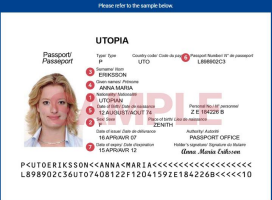 Please refer to the sample below.
UTOPIA
Passport/
Passeport
Type/ Type
Country code/ Code du pays
Passport Number/ N° de passeport
P
UTO
L898902C3
Surname/ Nom
ERIKSSON
Given names/ Prénoms
ANNA MARIA
Nationality/ Nationalité
UTOPIAN
Date of Birth/ Date de naissance
Personal No./ N° personnel
12 AUGUST/AOUT 74
Z E 184226 B
Sex/ Sexe
Place of birth/ Lieu de naissance
F
ZENITH
Date of issue/ Date de délivrance
Authority/ Autorité
16 APR/AVR 07
PASSPORT OFFICE
Date of expiry/ Date d'expiration
Holder's signature/ Signature du titulaire
15 APR/AVR 12
Anna Maria Eriksson
SAMPLE
P<UTOERIKSSON<<ANNA<MARIA<<<<<<<<<<<<<<<<<<<
L898902C36UTO7408122F1204159ZE184226B<<<<<10